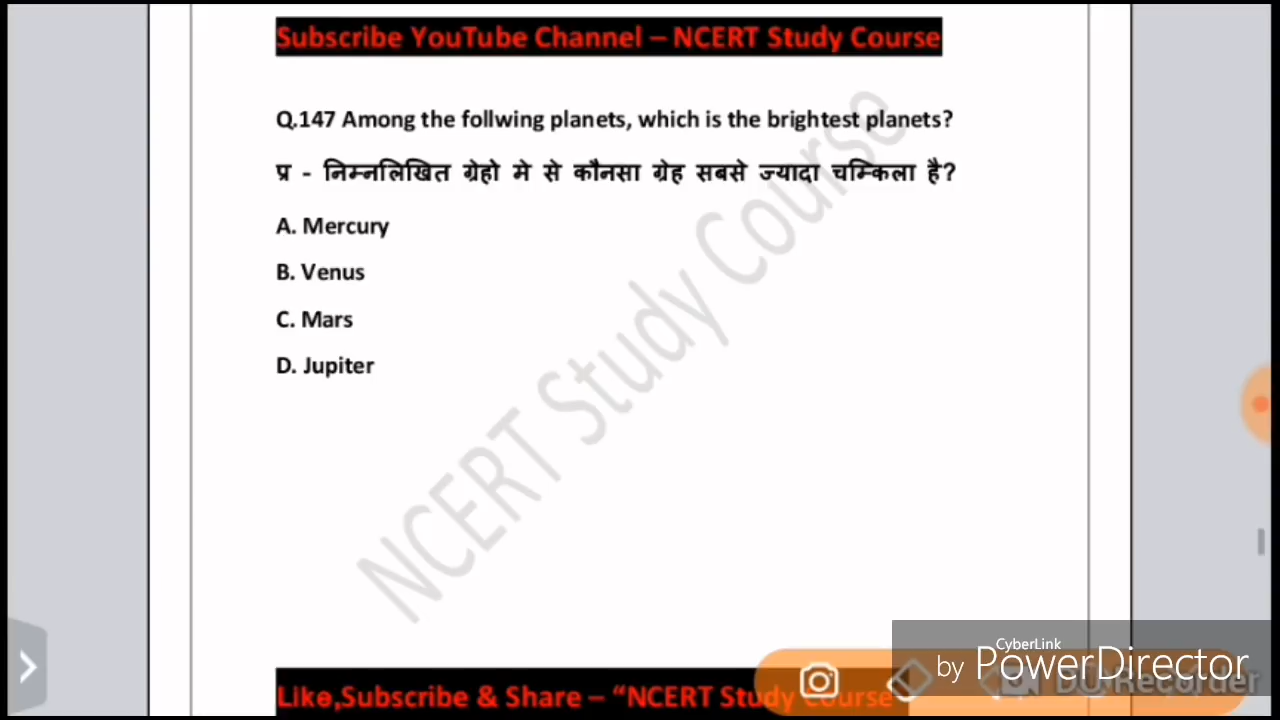 Subscribe YouTube Channel – NCERT Study Course
Q.147 Among the follwing planets, which is the brightest planets?
प्र - निम्नलिखित ग्रेहो मे से कौनसा ग्रेह सबसे ज्यादा चम्किला है?
A. Mercury
B. Venus
C. Mars
D. Jupiter
NCERT Study Course
CyberLink
by PowerDirector
Like,Subscribe & Share – “NCERT Study Course